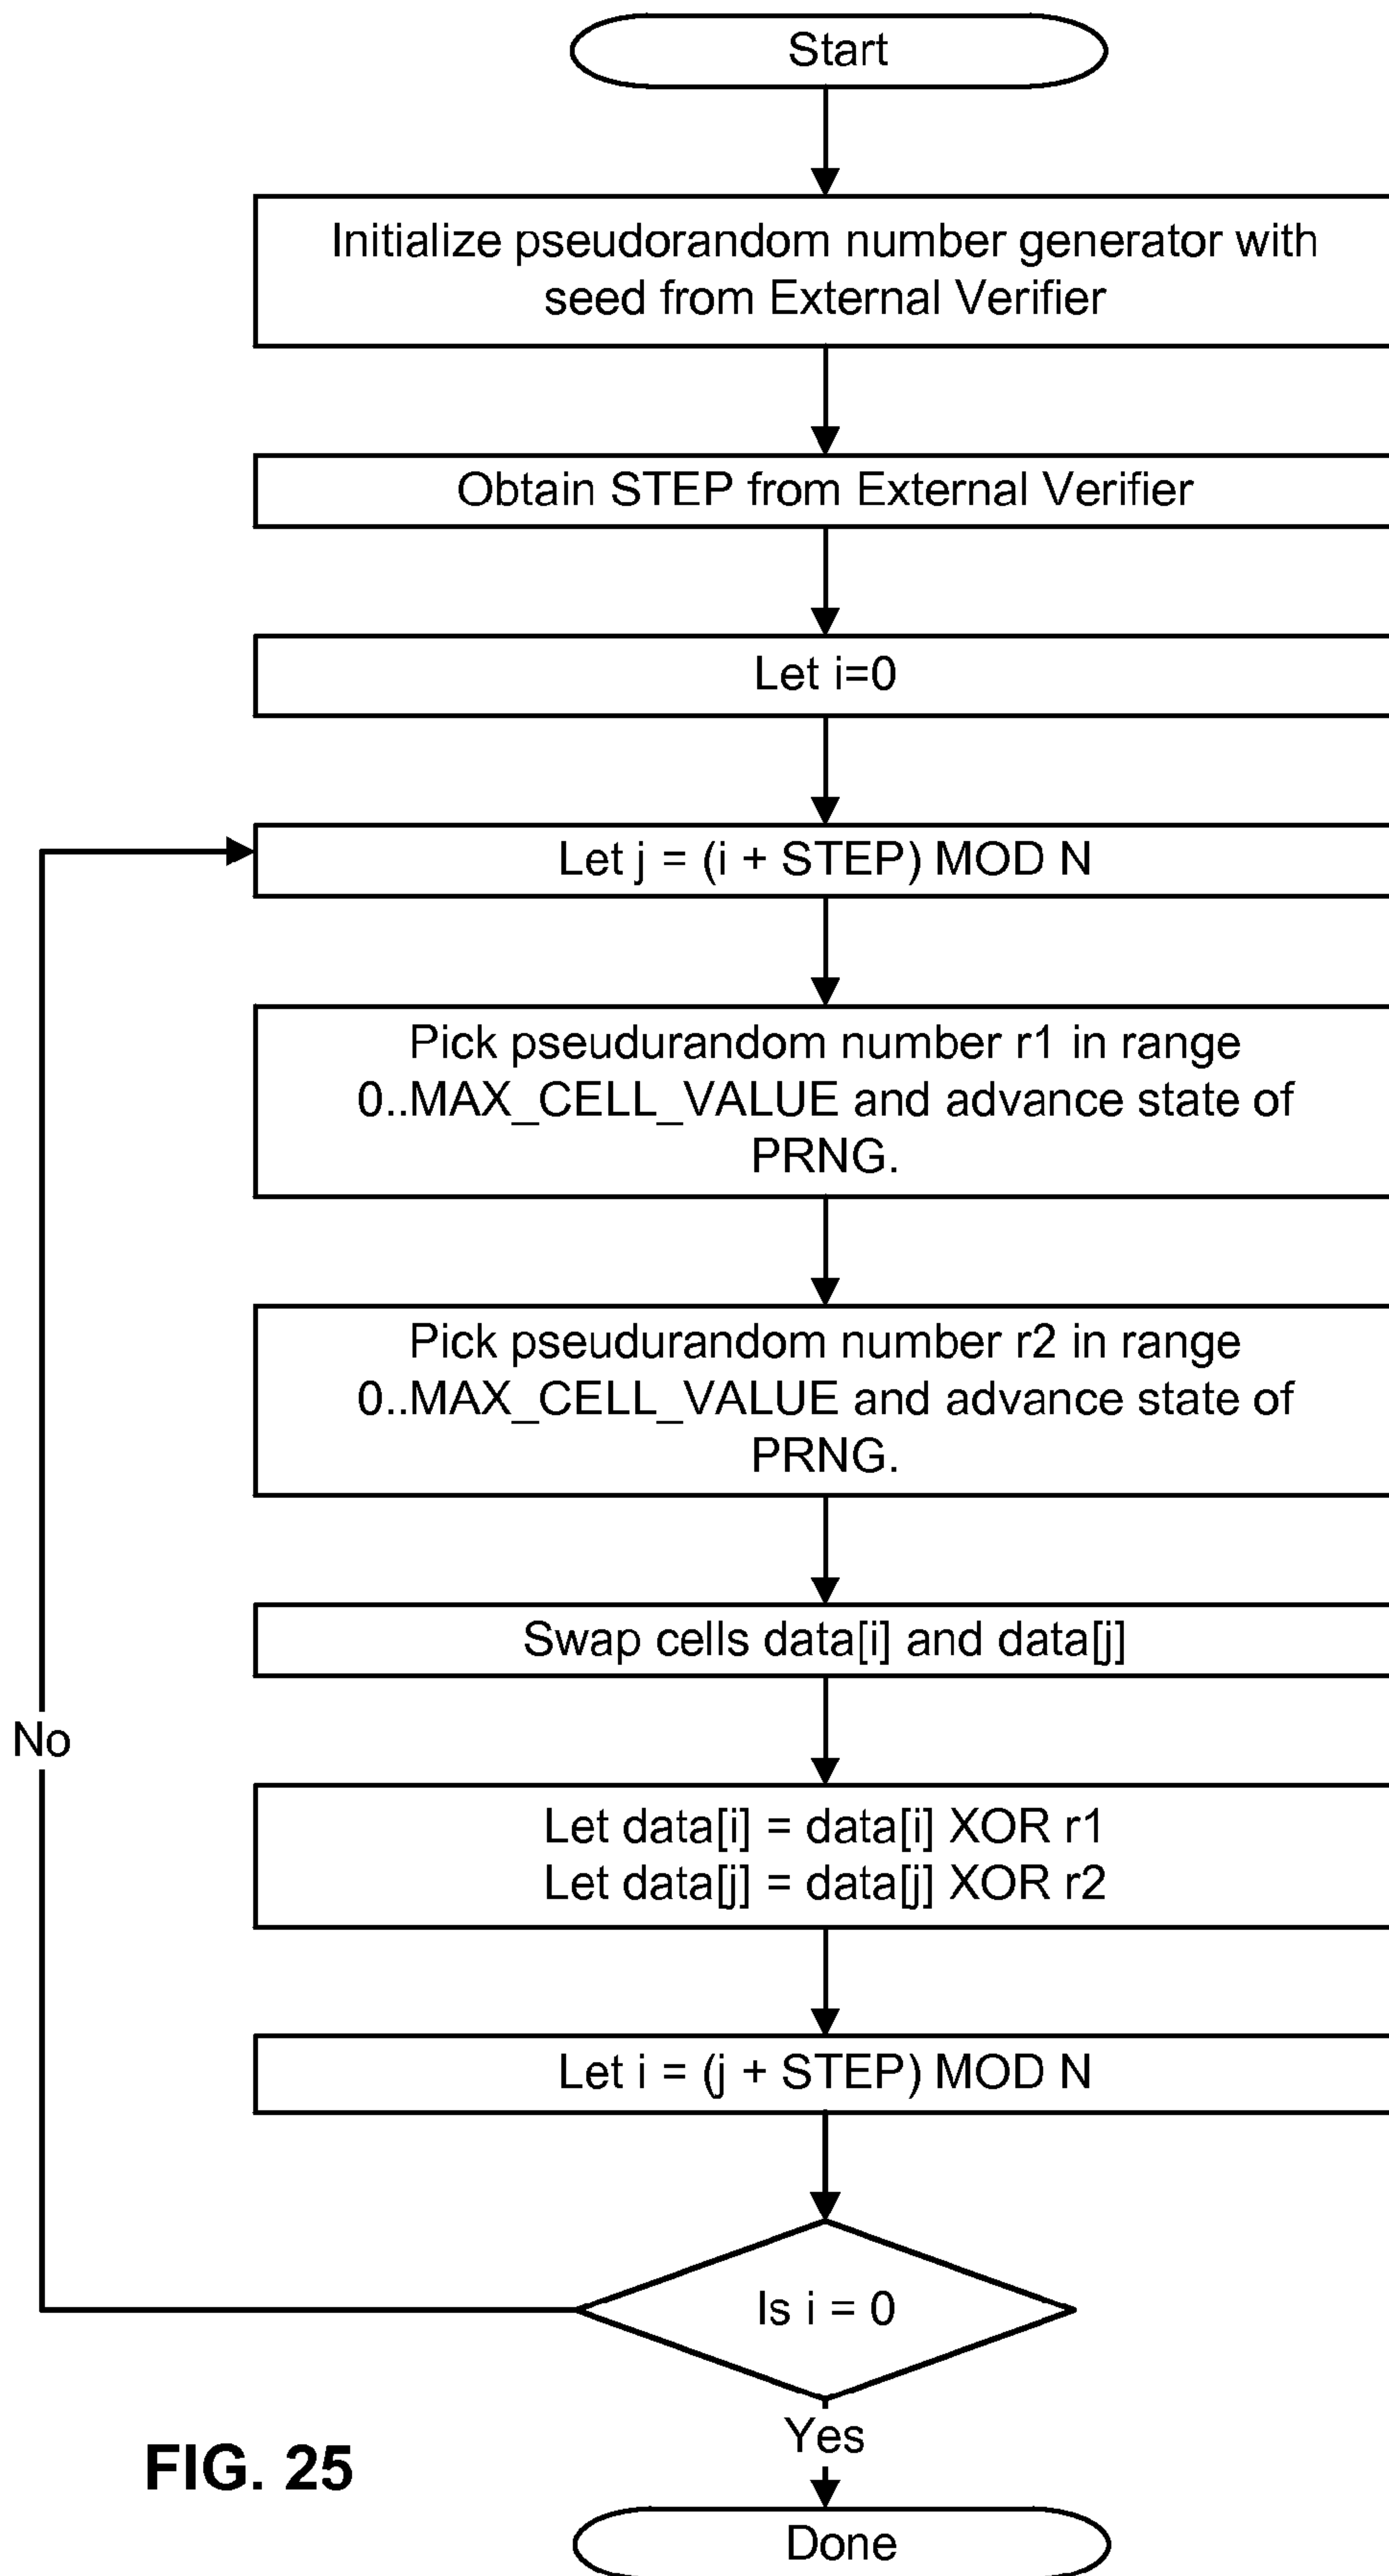 Start
Initialize pseudorandom number generator with
seed from External Verifier
Obtain STEP from External Verifier
Let i=0
Let j = (i + STEP) MOD N
Pick pseudurandom number r1 in range
0..MAX_CELL_VALUE and advance state of
PRNG.
Pick pseudurandom number r2 in range
0..MAX_CELL_VALUE and advance state of
PRNG.
Swap cells data[i] and data[j]
No
Let data[i] = data[i] XOR r1
Let data[j] = data[j] XOR r2
Let i = (j + STEP) MOD N
Is i = 0
Yes
FIG. 25
Done